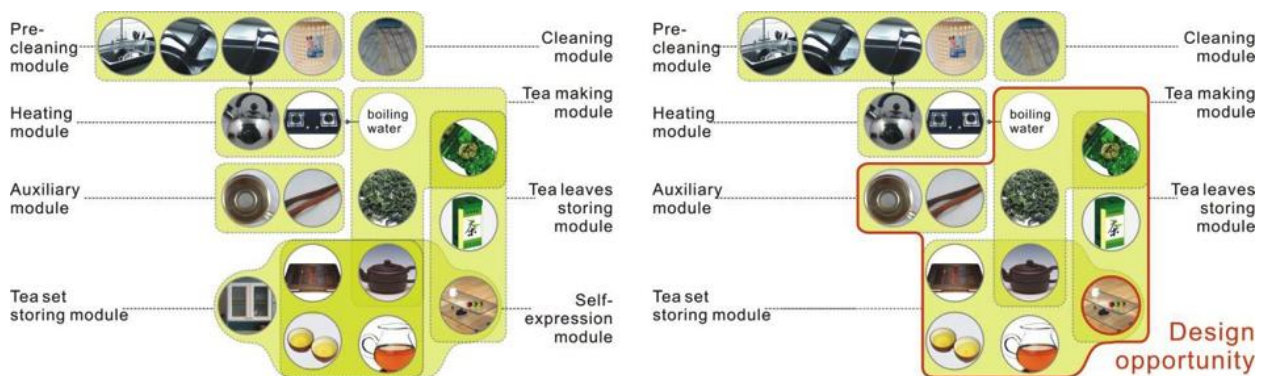 Pre-
cleaning
module
Cleaning
module
Tea making
module
Heating
module
boiling
water
Auxiliary
module
Tea leaves
storing
module
茶
Tea set
storing module
Self-
expression
module
Pre-
cleaning
module
Cleaning
module
Tea making
module
Heating
module
boiling
water
Auxiliary
module
Tea leaves
storing
module
茶
Tea set
storing module
Design
opportunity